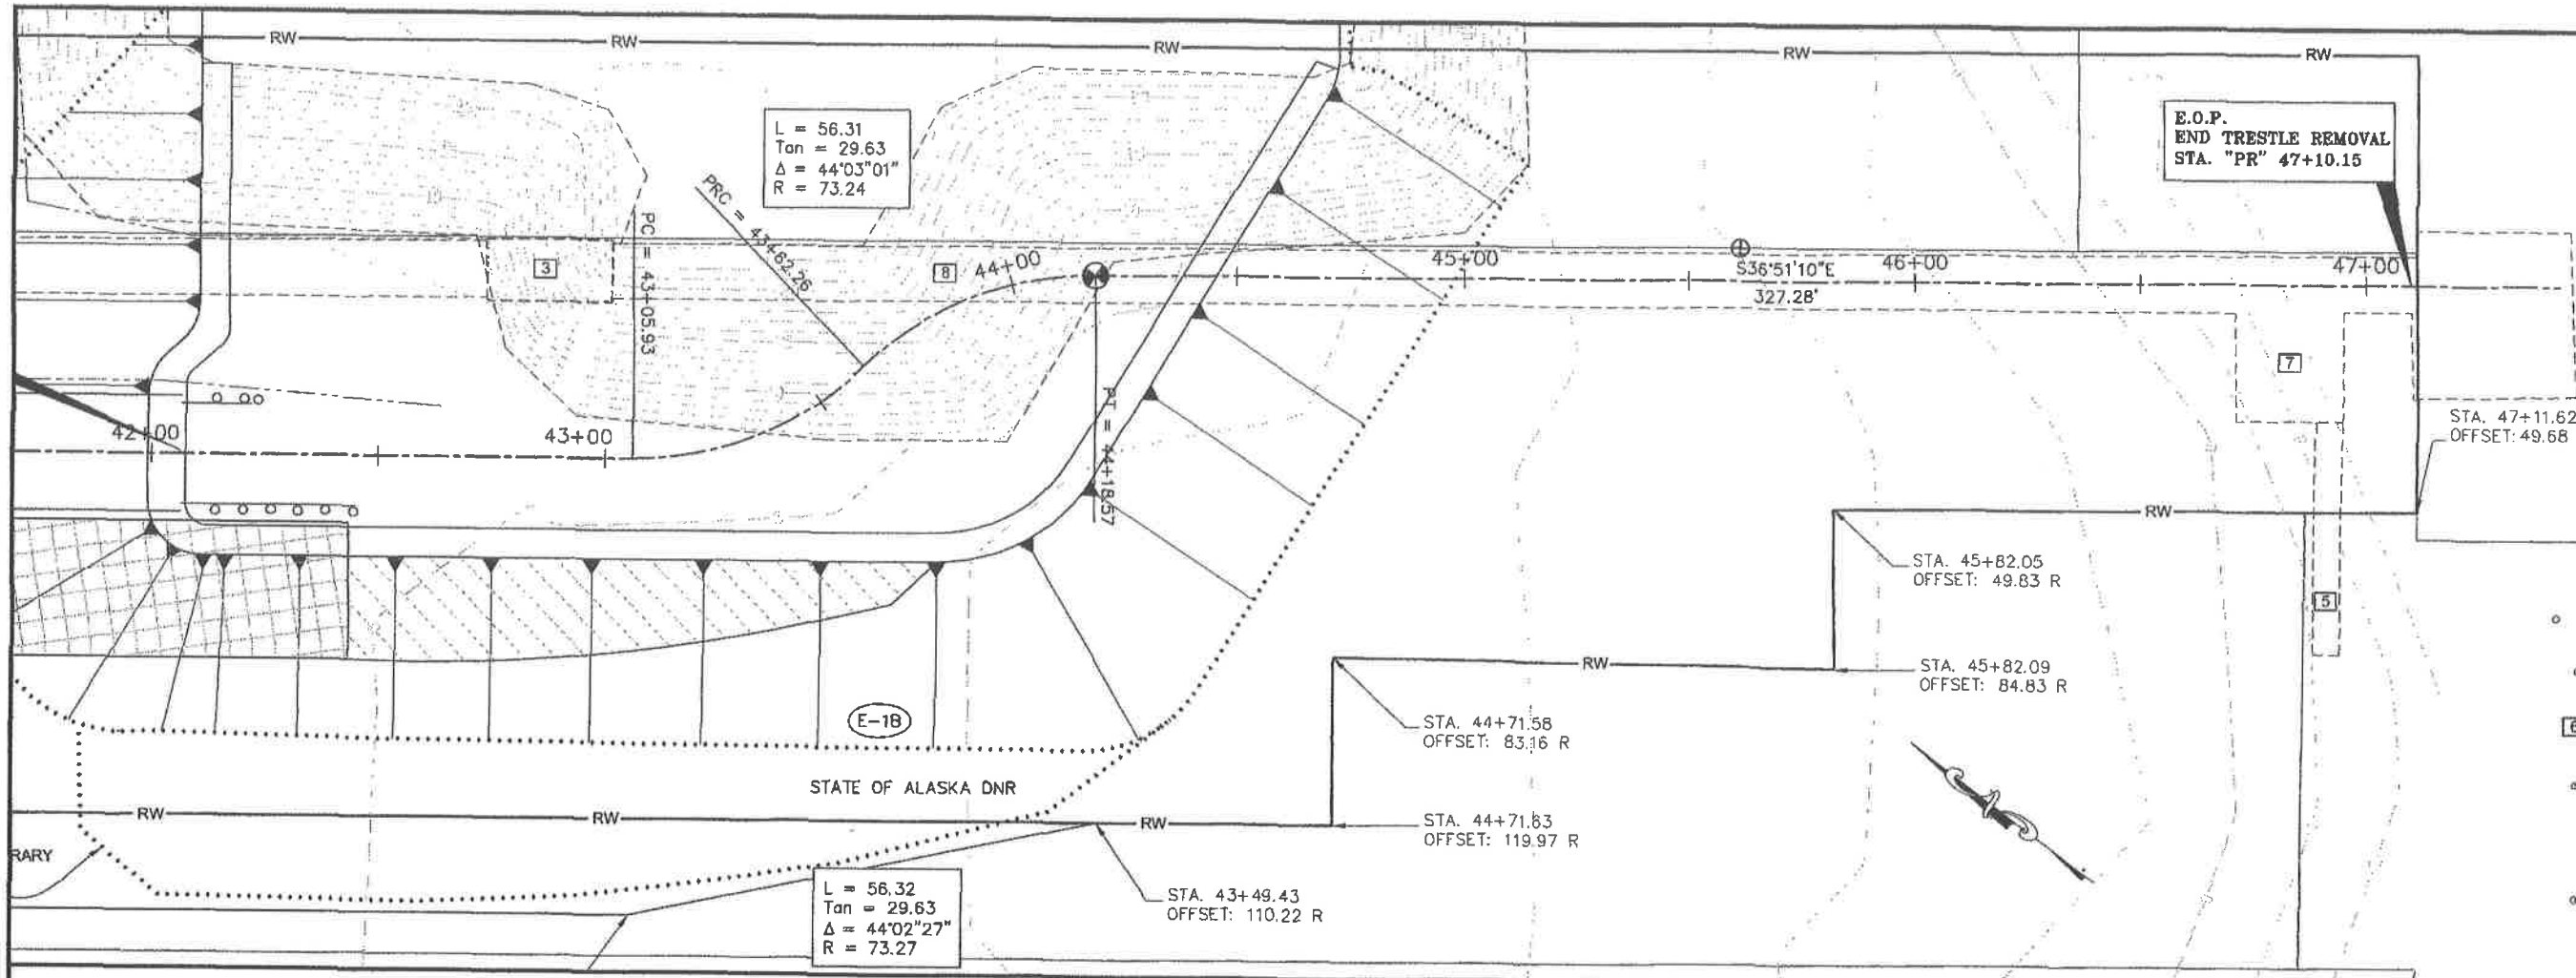 RW
RW
RW
RW
RW
L = 56.31
Tan = 29.63
Δ = 44°03"01"
R = 73.24
E.O.P.
END TRESTLE REMOVAL
STA. "PR" 47+10.15
PRC = 43+62.26
PC = 43+05.93
3
8
44+00
45+00
S36°51'10"E
327.28'
46+00
47+00
7
42+00
43+00
PT = 44+18.57
STA. 47+11.62
OFFSET: 49.68
RW
STA. 45+82.05
OFFSET: 49.83 R
5
RW
STA. 45+82.09
OFFSET: 84.83 R
E-1B
STA. 44+71.58
OFFSET: 83.16 R
6
STATE OF ALASKA DNR
RW
RW
RW
STA. 44+71.63
OFFSET: 119.97 R
RARY
L = 56.32
Tan = 29.63
Δ = 44°02"27"
R = 73.27
STA. 43+49.43
OFFSET: 110.22 R